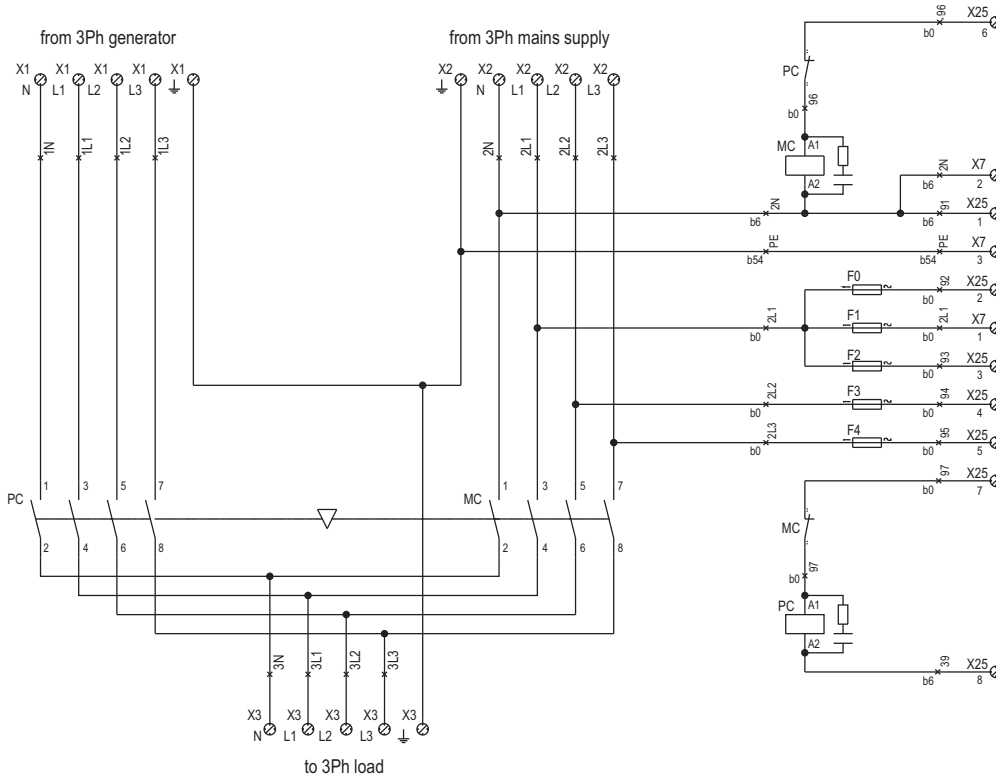 from 3Ph generator
from 3Ph mains supply
X1 X1 X1 X1 X1
N L1 L2 L3
X2 X2 X2 X2 X2
N L1 L2 L3
1N 1L1 1L2 1L3
2N 2L1 2L2 2L3
96 X25
b0 6
PC
b0 96
MC A1
A2
2N X7
b6 2
2N 91 X25
b6 b6 1
PE PE X7
b54 b54 3
F0 92 X25
b0 2
2L1 F1 2L1 X7
b0 b0 1
F2 93 X25
b0 3
2L2 F3 94 X25
b0 b0 4
2L3 F4 95 X25
b0 b0 5
97 X25
b0 7
PC 1 3 5 7
2 4 6 8
MC 1 3 5 7
2 4 6 8
MC
b0 97
PC A1
A2
39 X25
b6 8
3N 3L1 3L2 3L3
X3 X3 X3 X3 X3
N L1 L2 L3
to 3Ph load